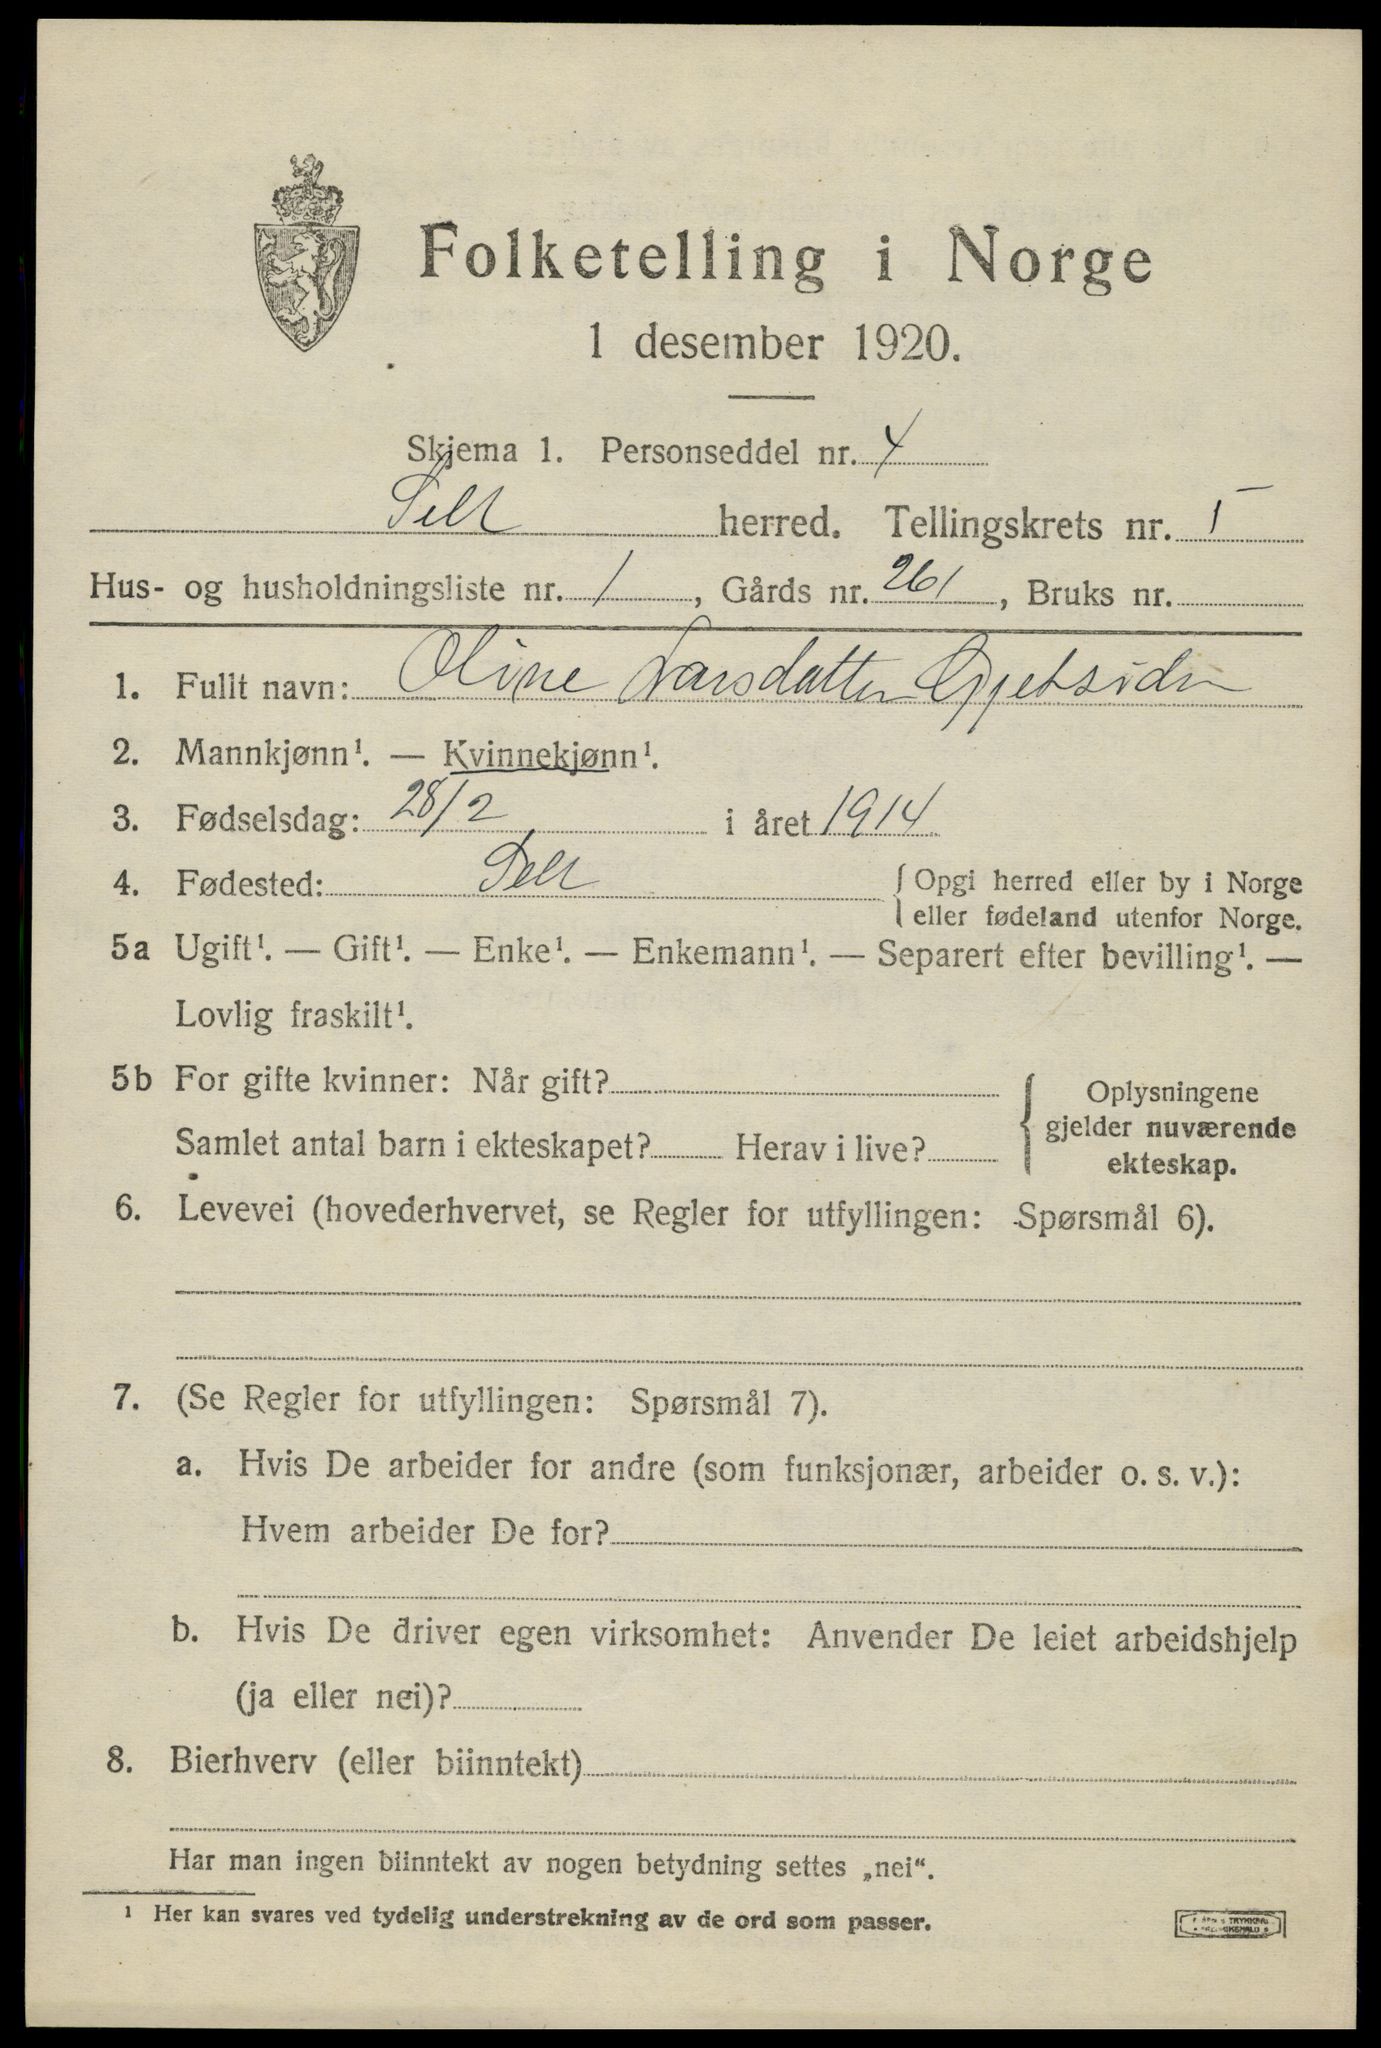 Folketelling i Norge
1 desember 1920.
Skjema 1. Personseddel nr. 4
Sell herred. Tellingskrets nr. 1
Hus- og husholdningsliste nr. 1, Gårds nr. 261, Bruks nr.
1. Fullt navn: Oline Larsdatter
2. Mannkjønn¹. — Kvinnekjønn¹.
3. Fødselsdag: 28/2 i året 1914
4. Fødested: Sell { Opgi herred eller by i Norge
eller fødeland utenfor Norge.
5a Ugift¹. — Gift¹. — Enke¹. — Enkemann¹. — Separert efter bevilling¹. —
Lovlig fraskilt¹.
5b For gifte kvinner: Når gift?
Samlet antal barn i ekteskapet? Herav i live?
{ Oplysningene
gjelder nuværende
ekteskap.
6. Levevei (hovederhvervet, se Regler for utfyllingen: Spørsmål 6).
7. (Se Regler for utfyllingen: Spørsmål 7).
a. Hvis De arbeider for andre (som funksjonær, arbeider o. s. v.):
Hvem arbeider De for?
b. Hvis De driver egen virksomhet: Anvender De leiet arbeidshjelp
(ja eller nei)?
8. Bierhverv (eller biinntekt)
Har man ingen biinntekt av nogen betydning settes „nei“.
¹ Her kan svares ved tydelig understrekning av de ord som passer.